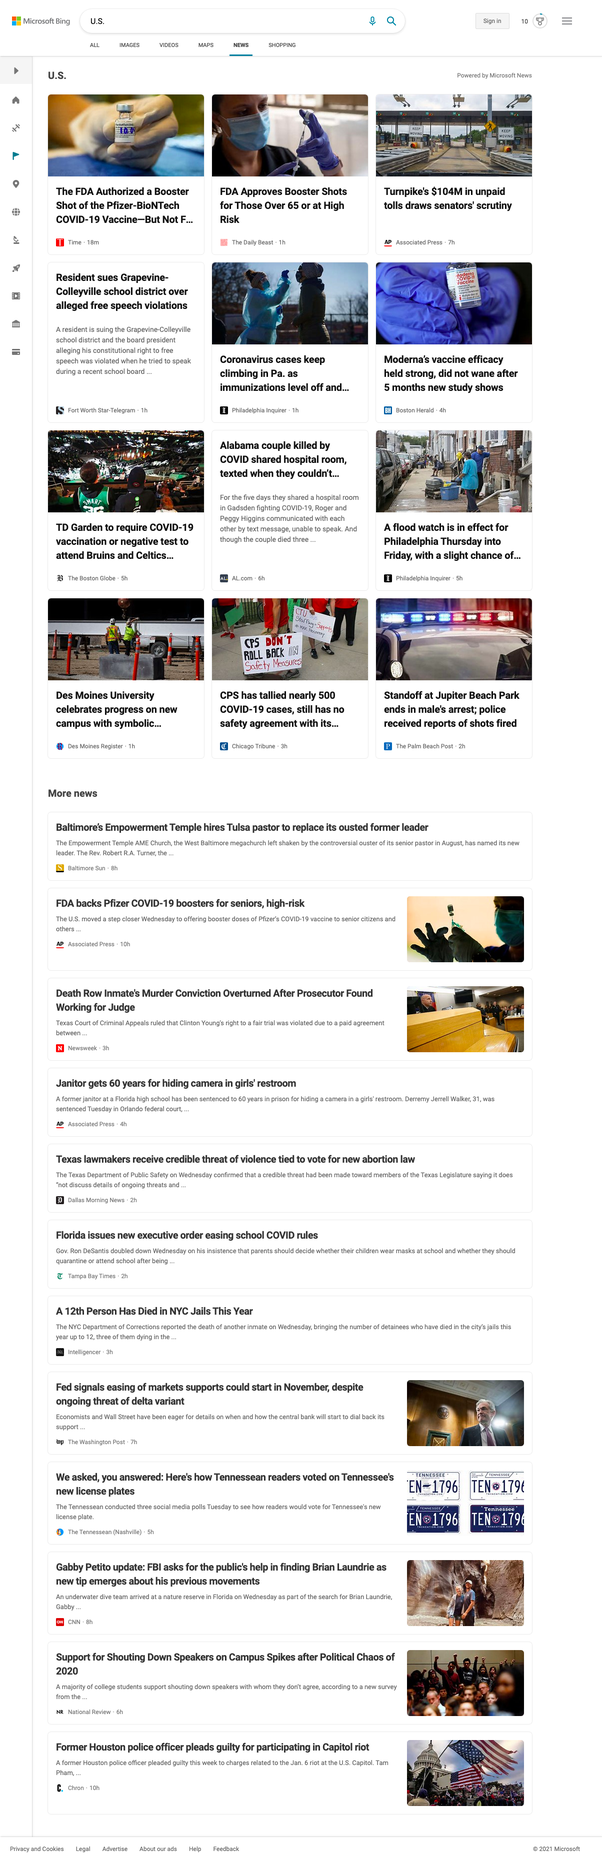 Microsoft Bing
U.S.
Sign in
10
ALL
IMAGES
VIDEOS
MAPS
NEWS
SHOPPING
U.S.
Powered by Microsoft News
The FDA Authorized a Booster
Shot of the Pfizer-BioNTech
COVID-19 Vaccine—But Not F...
Time · 18m
FDA Approves Booster Shots
for Those Over 65 or at High
Risk
The Daily Beast · 1h
KEEP MOVING
KEEP MOVING
Turnpike's $104M in unpaid
tolls draws senators' scrutiny
AP
Associated Press · 7h
Resident sues Grapevine-
Colleyville school district over
alleged free speech violations
A resident is suing the Grapevine-Colleyville
school district and the board president
alleging his constitutional right to free
speech was violated when he tried to speak
during a recent school board ...
Fort Worth Star-Telegram · 1h
Coronavirus cases keep
climbing in Pa. as
immunizations level off and...
Philadelphia Inquirer · 1h
Moderna's vaccine efficacy
held strong, did not wane after
5 months new study shows
Boston Herald · 4h
TD Garden to require COVID-19
vaccination or negative test to
attend Bruins and Celtics...
The Boston Globe · 5h
Alabama couple killed by
COVID shared hospital room,
texted when they couldn't...
For the five days they shared a hospital room
in Gadsden fighting COVID-19, Roger and
Peggy Higgins communicated with each
other by text message, unable to speak. And
though the couple died three ...
AL.com · 6h
A flood watch is in effect for
Philadelphia Thursday into
Friday, with a slight chance of...
Philadelphia Inquirer · 5h
Des Moines University
celebrates progress on new
campus with symbolic...
Des Moines Register · 1h
CPS DON'T
ROLL BACK
Safety Measures
CPS has tallied nearly 500
COVID-19 cases, still has no
safety agreement with its...
Chicago Tribune · 3h
Standoff at Jupiter Beach Park
ends in male's arrest; police
received reports of shots fired
The Palm Beach Post · 2h
More news
Baltimore's Empowerment Temple hires Tulsa pastor to replace its ousted former leader
The Empowerment Temple AME Church, the West Baltimore megachurch left shaken by the controversial ouster of its senior pastor in August, has named its new
leader. The Rev. Robert R.A. Turner, the ...
Baltimore Sun · 8h
FDA backs Pfizer COVID-19 boosters for seniors, high-risk
The U.S. moved a step closer Wednesday to offering booster doses of Pfizer's COVID-19 vaccine to senior citizens and
others ...
AP
Associated Press · 10h
Death Row Inmate's Murder Conviction Overturned After Prosecutor Found
Working for Judge
Texas Court of Criminal Appeals ruled that Clinton Young's right to a fair trial was violated due to a paid agreement
between ...
N
Newsweek · 3h
Janitor gets 60 years for hiding camera in girls' restroom
A former janitor at a Florida high school has been sentenced to 60 years in prison for hiding a camera in a girls' restroom. Derremy Jerrell Walker, 31, was
sentenced Tuesday in Orlando federal court, ...
AP
Associated Press · 4h
Texas lawmakers receive credible threat of violence tied to vote for new abortion law
The Texas Department of Public Safety on Wednesday confirmed that a credible threat had been made toward members of the Texas Legislature saying it does
"not discuss details of ongoing threats and ...
Dallas Morning News · 2h
Florida issues new executive order easing school COVID rules
Gov. Ron DeSantis doubled down Wednesday on his insistence that parents should decide whether their children wear masks at school and whether they should
quarantine or attend school after being ...
Tampa Bay Times · 2h
A 12th Person Has Died in NYC Jails This Year
The NYC Department of Corrections reported the death of another inmate on Wednesday, bringing the number of detainees who have died in the city's jails this
year up to 12, three of them dying in the ...
Intelligencer · 3h
Fed signals easing of markets supports could start in November, despite
ongoing threat of delta variant
Economists and Wall Street have been eager for details on when and how the central bank will start to dial back its
support ...
wp
The Washington Post · 7h
We asked, you answered: Here's how Tennessean readers voted on Tennessee's
new license plates
The Tennessean conducted three social media polls Tuesday to see how readers would vote for Tennessee's new
license plate.
The Tennessean (Nashville) · 5h
TENNESSEE
TEN 1796
TENNESSEE
TEN 1796
TEN 1796
Tennessee
TEN 1796
Gabby Petito update: FBI asks for the public's help in finding Brian Laundrie as
new tip emerges about his previous movements
An underwater dive team arrived at a nature reserve in Florida on Wednesday as part of the search for Brian Laundrie,
Gabby ...
CNN
CNN · 8h
Support for Shouting Down Speakers on Campus Spikes after Political Chaos of
2020
A majority of college students support shouting down speakers with whom they don't agree, according to a new survey
from the ...
NR
National Review · 6h
Former Houston police officer pleads guilty for participating in Capitol riot
A former Houston police officer pleaded guilty this week to charges related to the Jan. 6 riot at the U.S. Capitol. Tam
Pham, ...
Chron · 10h
Privacy and Cookies
Legal
Advertise
About our ads
Help
Feedback
© 2021 Microsoft